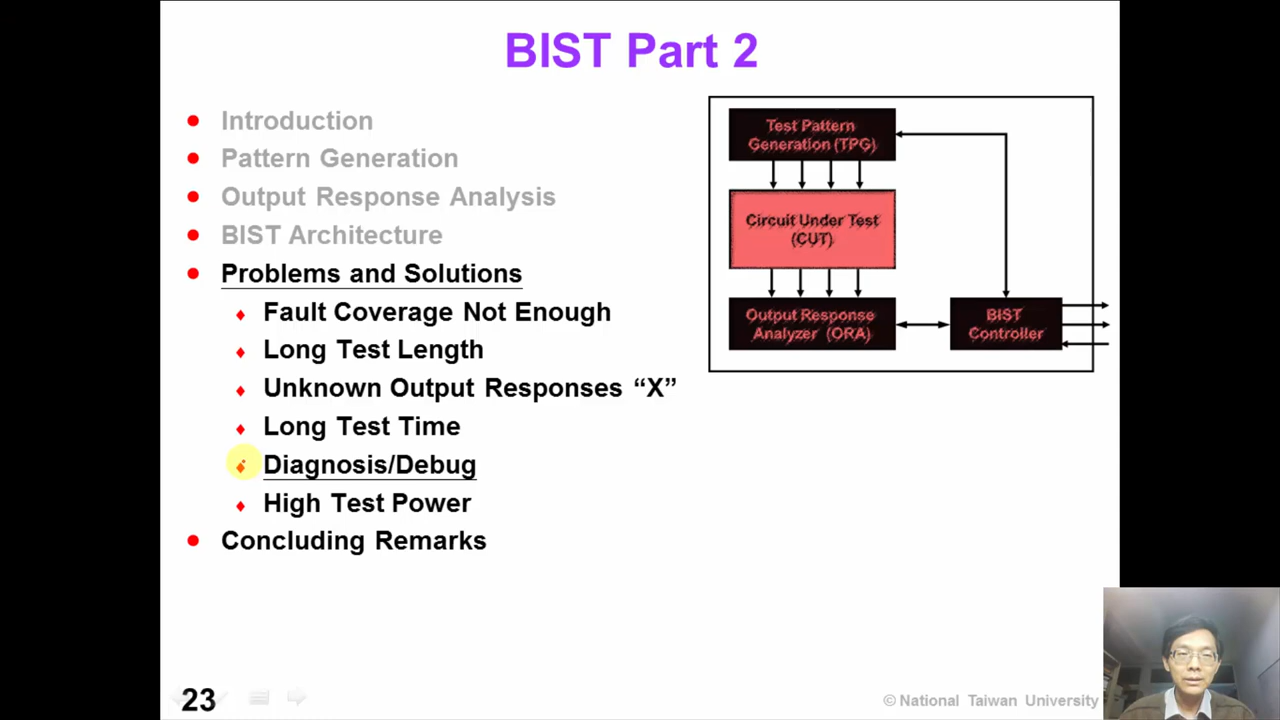 BIST Part 2
Introduction
Pattern Generation
Output Response Analysis
BIST Architecture
Problems and Solutions
Fault Coverage Not Enough
Long Test Length
Unknown Output Responses “X”
Long Test Time
Diagnosis/Debug
High Test Power
Concluding Remarks
Test Pattern
Generation (TPG)
Circuit Under Test
(CUT)
Output Response
Analyzer (ORA)
BIST
Controller
23
© National Taiwan University